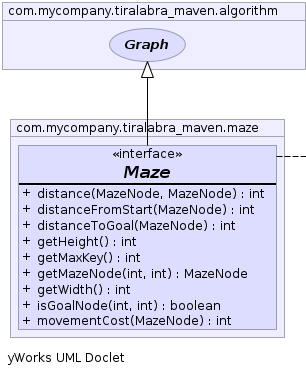 com.mycompany.tiralabra_maven.algorithm
Graph
com.mycompany.tiralabra_maven.maze
«interface»
Maze
+ distance(MazeNode, MazeNode) : int
+ distanceFromStart(MazeNode) : int
+ distanceToGoal(MazeNode) : int
+ getHeight() : int
+ getMaxKey() : int
+ getMazeNode(int, int) : MazeNode
+ getWidth() : int
+ isGoalNode(int, int) : boolean
+ movementCost(MazeNode) : int
yWorks UML Doclet